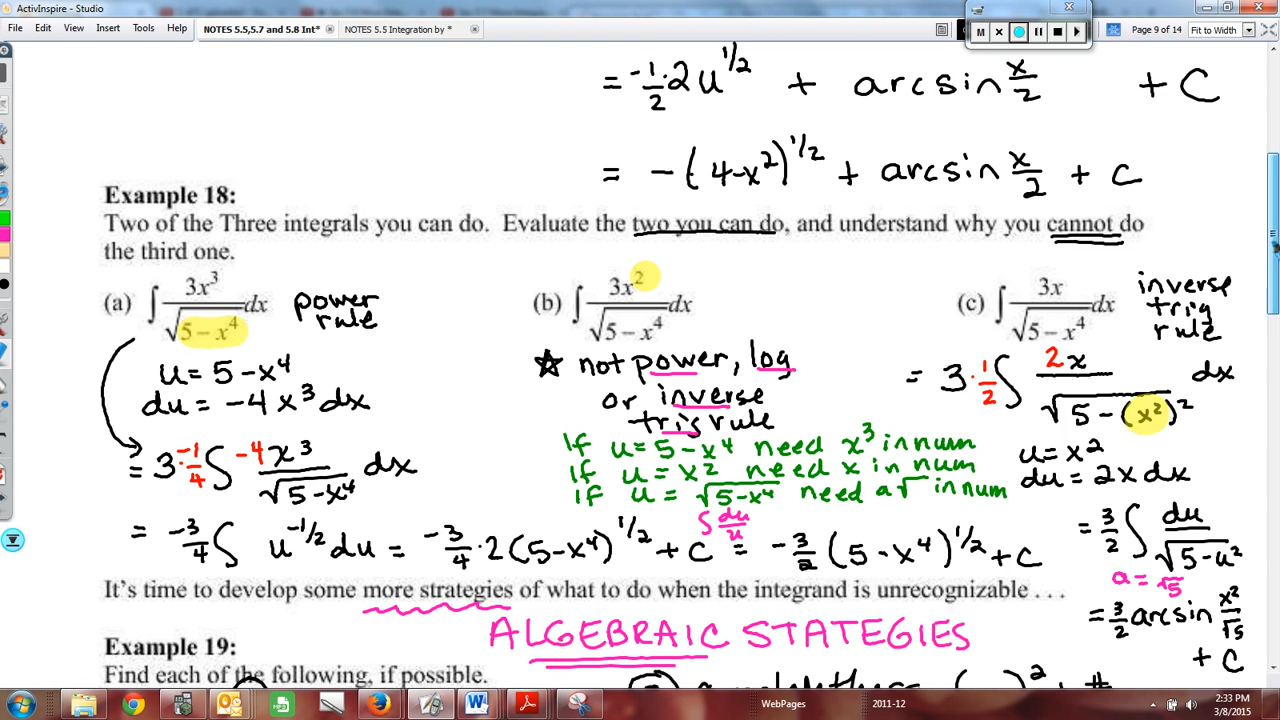 ActivInspire - Studio
File Edit View Insert Tools Help
NOTES 5.5,5.7 and 5.8 Int*
NOTES 5.5 Integration by *
M
Page 9 of 14
Fit to Width
= -1/2·2u^1/2 + arcsin x/2 + C
= -(4-x²)^1/2 + arcsin x/2 + C
Example 18:
Two of the Three integrals you can do. Evaluate the two you can do, and understand why you cannot do
the third one.
(a) ∫ 3x³/√(5 − x⁴) dx
power
rule
u = 5-x⁴
du = -4x³dx
= 3·-1/4 ∫ -4x³/√(5-x⁴) dx
= -3/4 ∫ u^-1/2 du = -3/4·2(5-x⁴)^1/2 + C = -3/2(5-x⁴)^1/2 + C
(b) ∫ 3x²/√(5 − x⁴) dx
☆ not power, log
or inverse
trig rule
If u = 5-x⁴ need x³ in num
If u = x² need x in num
If u = √(5-x⁴) need a √ in num
∫ du/u
(c) ∫ 3x/√(5 − x⁴) dx
inverse
trig
rule
= 3·1/2 ∫ 2x/√(5-(x²)²) dx
u = x²
du = 2x dx
= 3/2 ∫ du/√(5-u²)
a = √5
= 3/2 arcsin x²/√5
+ C
It's time to develop some more strategies of what to do when the integrand is unrecognizable . . .
ALGEBRAIC STATEGIES
Example 19:
Find each of the following, if possible.
WebPages
2011-12
2:33 PM
3/8/2015